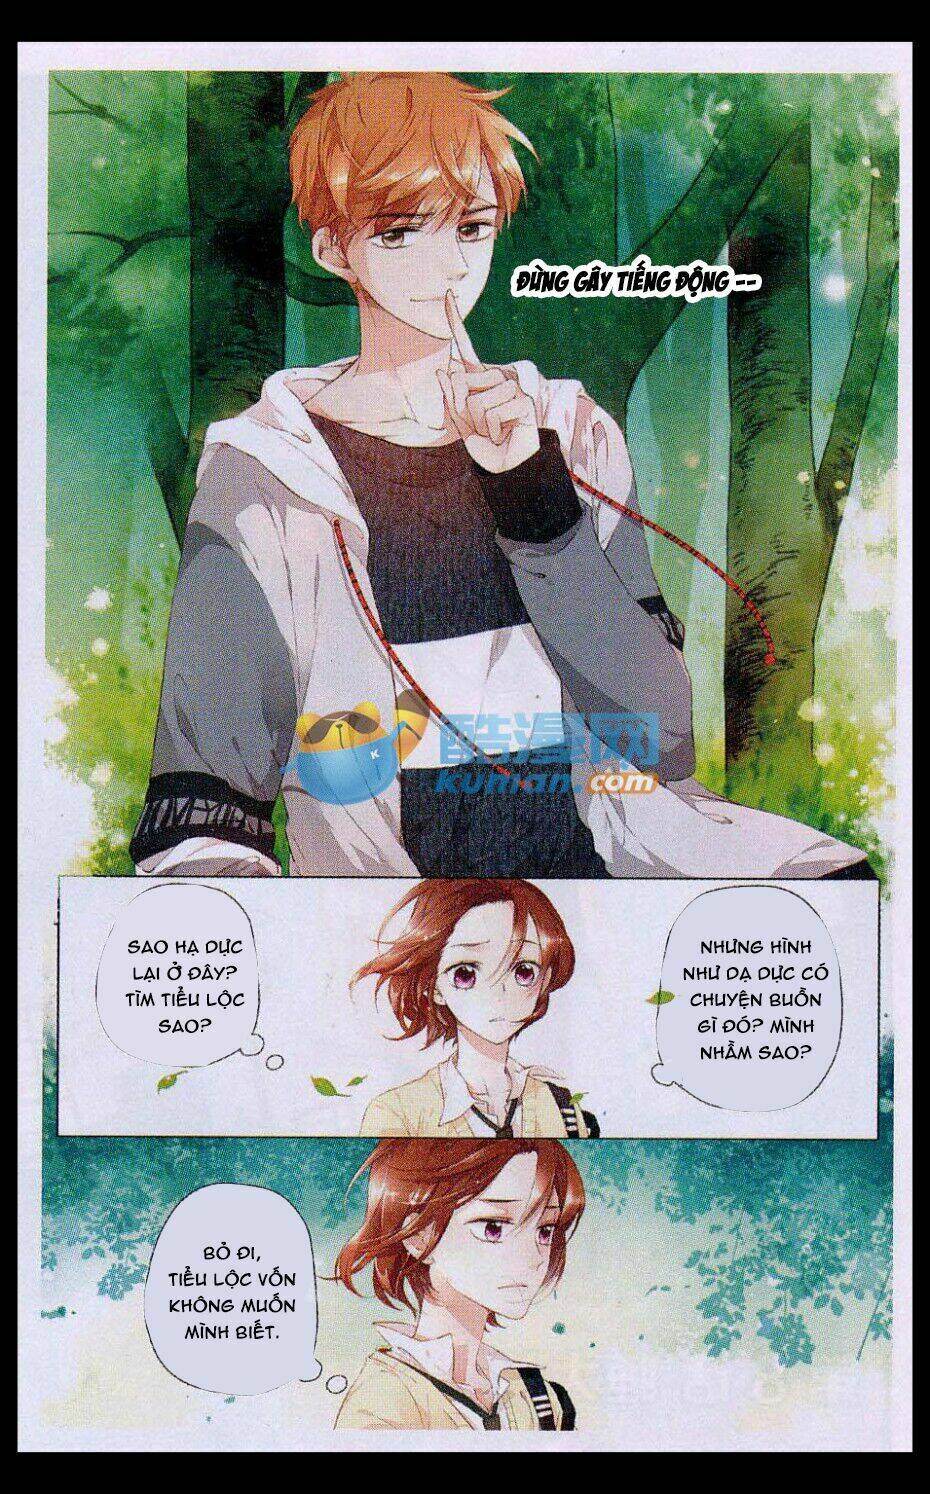 ĐỪNG GÂY TIẾNG ĐỘNG --
K
酷漫网
kuman.com
SAO HẠ DỰC
LẠI Ở ĐÂY?
TÌM TIỂU LỘC
SAO?
NHƯNG HÌNH
NHƯ DẠ DỰC CÓ
CHUYỆN BUỒN
GÌ ĐÓ? MÌNH
NHẦM SAO?
BỎ ĐI,
TIỂU LỘC VỐN
KHÔNG MUỐN
MÌNH BIẾT.